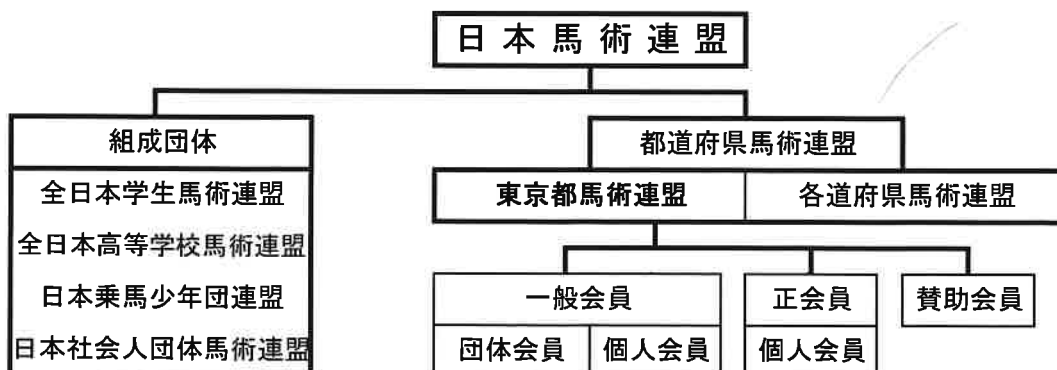 日本馬術連盟
組成団体
全日本学生馬術連盟
全日本高等学校馬術連盟
日本乗馬少年団連盟
日本社会人団体馬術連盟
都道府県馬術連盟
東京都馬術連盟 各道府県馬術連盟
一般会員 正会員 賛助会員
団体会員 個人会員 個人会員